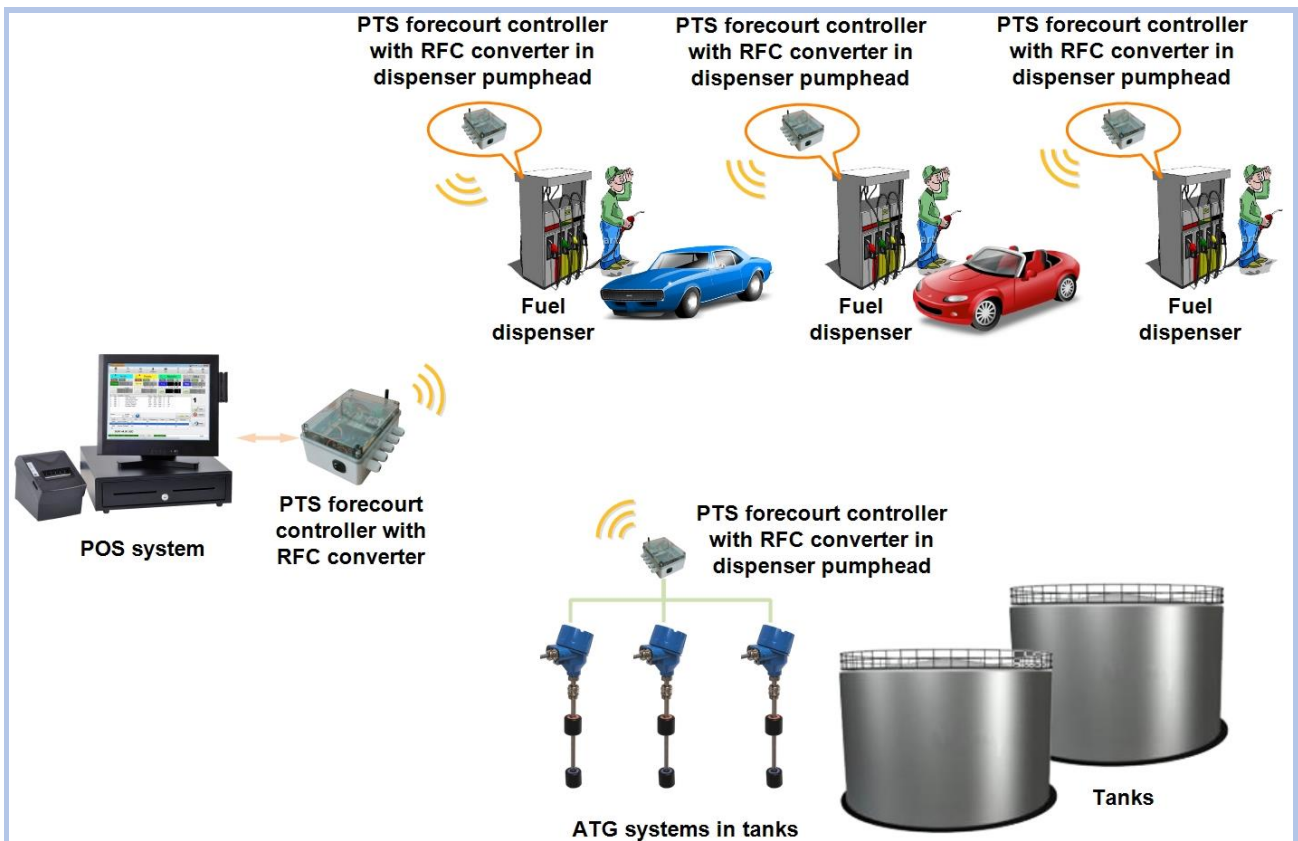 PTS forecourt controller
with RFC converter in
dispenser pumphead
PTS forecourt controller
with RFC converter in
dispenser pumphead
PTS forecourt controller
with RFC converter in
dispenser pumphead
Fuel
dispenser
Fuel
dispenser
Fuel
dispenser
POS system
PTS forecourt
controller with
RFC converter
PTS forecourt controller
with RFC converter in
dispenser pumphead
ATG systems in tanks
Tanks